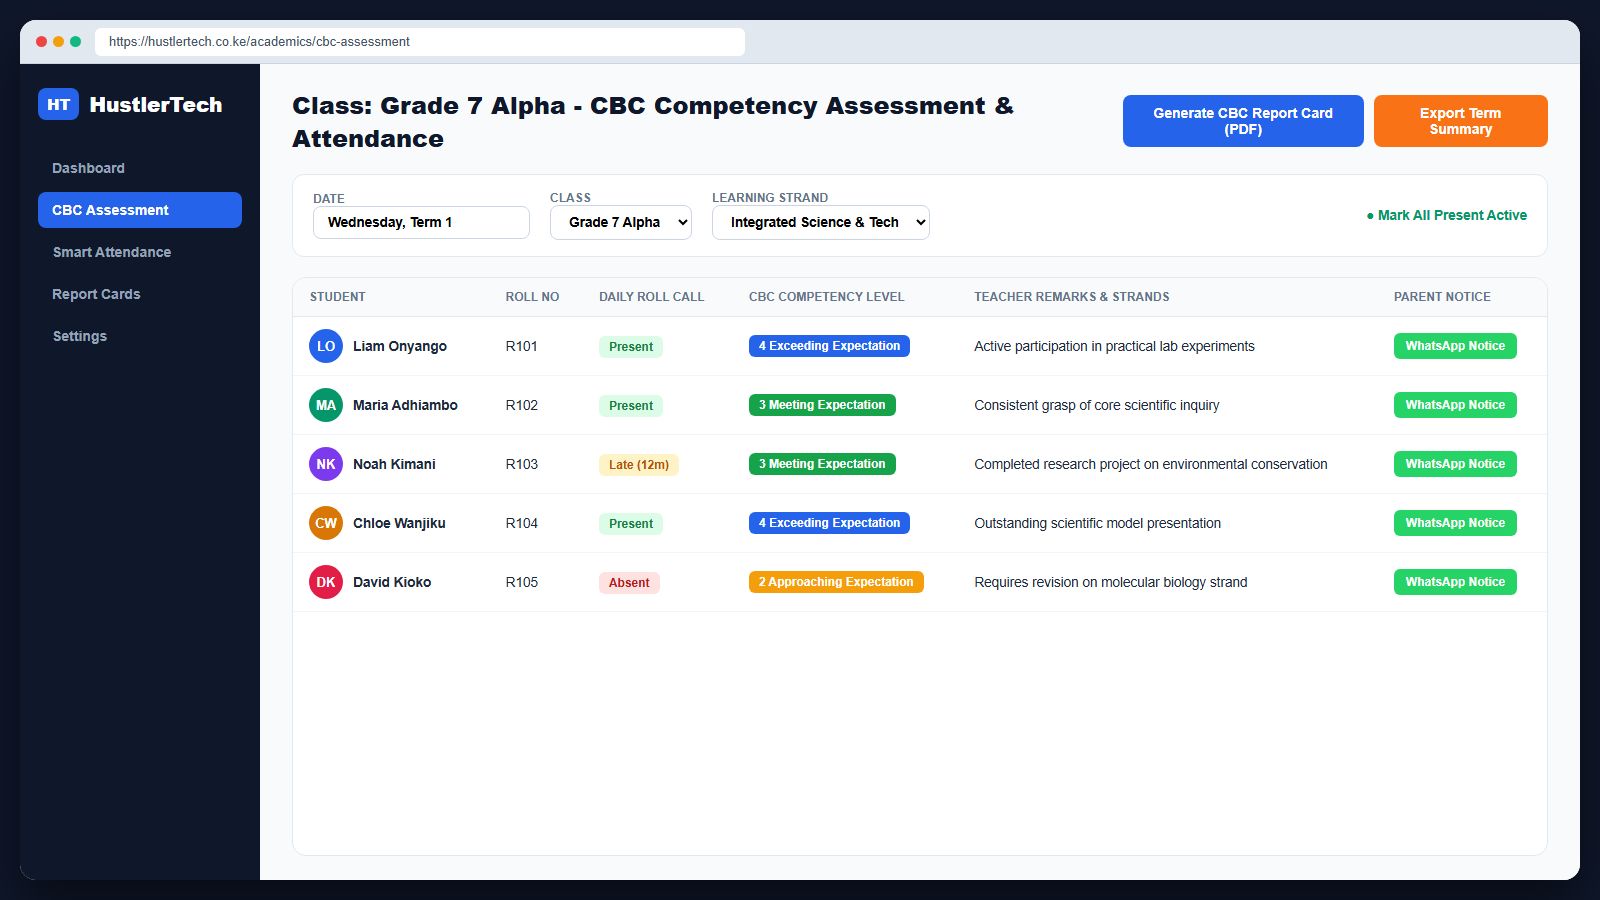 https://hustlertech.co.ke/academics/cbc-assessment
HT HustlerTech
Dashboard
CBC Assessment
Smart Attendance
Report Cards
Settings
Class: Grade 7 Alpha - CBC Competency Assessment &
Attendance
Generate CBC Report Card
(PDF)
Export Term
Summary
DATE
Wednesday, Term 1
CLASS
Grade 7 Alpha
LEARNING STRAND
Integrated Science & Tech
● Mark All Present Active
STUDENT ROLL NO DAILY ROLL CALL CBC COMPETENCY LEVEL TEACHER REMARKS & STRANDS PARENT NOTICE
LO Liam Onyango R101 Present 4 Exceeding Expectation Active participation in practical lab experiments WhatsApp Notice
MA Maria Adhiambo R102 Present 3 Meeting Expectation Consistent grasp of core scientific inquiry WhatsApp Notice
NK Noah Kimani R103 Late (12m) 3 Meeting Expectation Completed research project on environmental conservation WhatsApp Notice
CW Chloe Wanjiku R104 Present 4 Exceeding Expectation Outstanding scientific model presentation WhatsApp Notice
DK David Kioko R105 Absent 2 Approaching Expectation Requires revision on molecular biology strand WhatsApp Notice